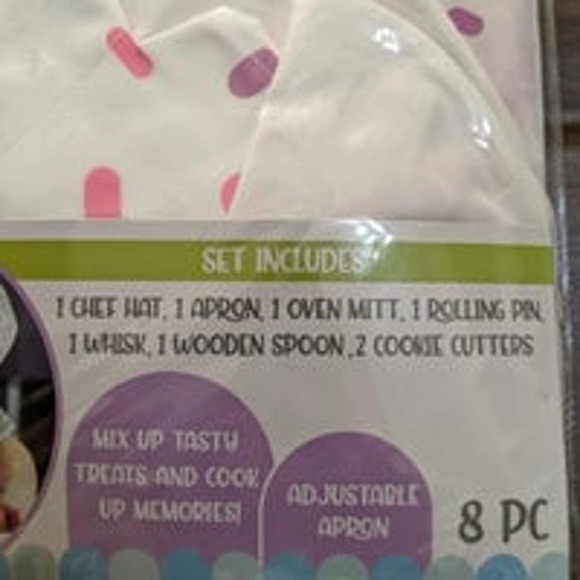 SET INCLUDES
1 CHEF HAT, 1 APRON, 1 OVEN MITT, 1 ROLLING PIN,
1 WHISK, 1 WOODEN SPOON, 2 COOKIE CUTTERS
MIX UP TASTY
TREATS AND COOK
UP MEMORIES!
ADJUSTABLE
APRON
8 PC